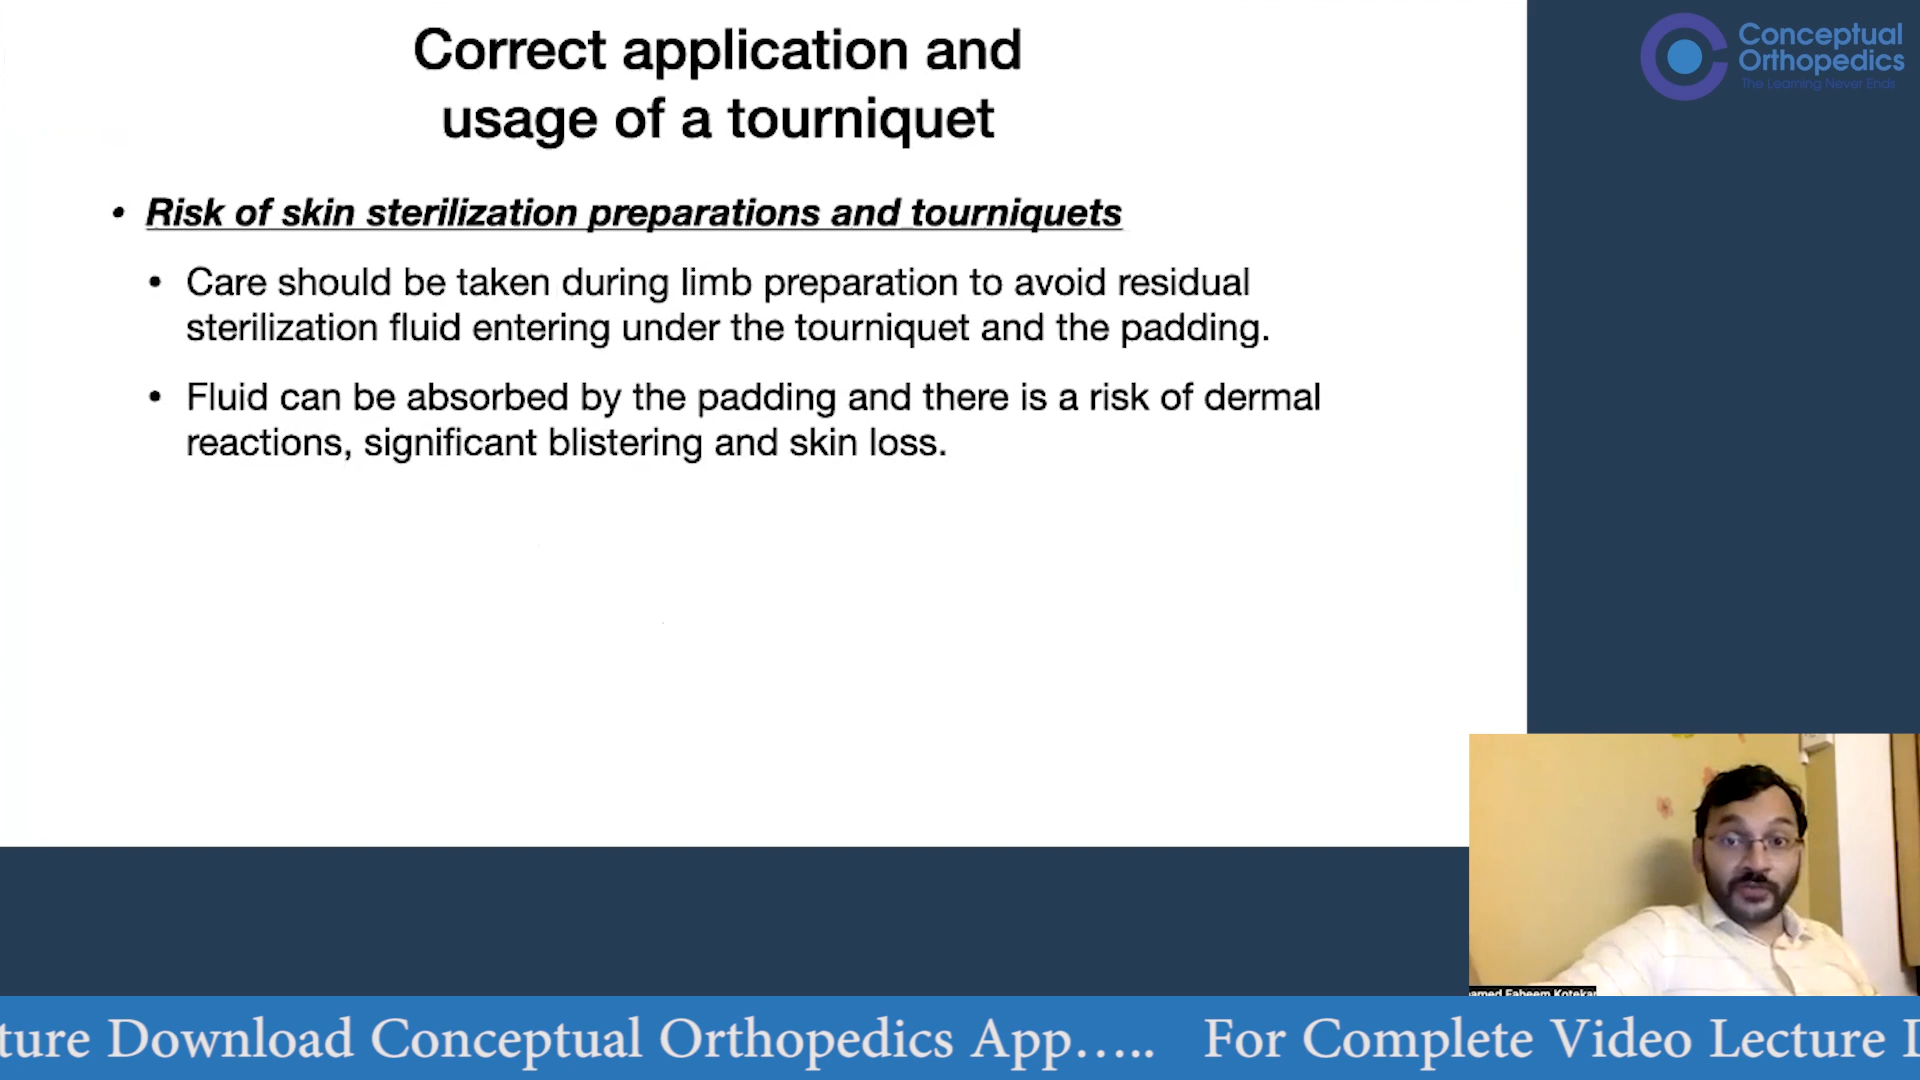 Correct application and
usage of a tourniquet
• Risk of skin sterilization preparations and tourniquets
• Care should be taken during limb preparation to avoid residual
sterilization fluid entering under the tourniquet and the padding.
• Fluid can be absorbed by the padding and there is a risk of dermal
reactions, significant blistering and skin loss.
Conceptual
Orthopedics
The Learning Never Ends
Faheem
ture Download Conceptual Orthopedics App..... For Complete Video Lecture